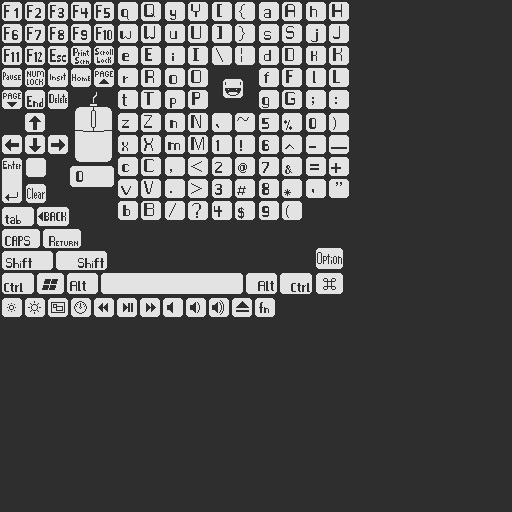 F1 F2 F3 F4 F5 q Q y Y [ { a A h H
F6 F7 F8 F9 F10 w W u U ] } s S j J
F11 F12 Esc Print Scrn Scroll Lock e E i I \ ¦ d D k K
Pause NUM LOCK Insrt Home PAGE r R o O f F l L
PAGE End Delete t T p P g G ; :
z Z n N ` ~ 5 % 0 )
x X m M 1 ! 6 ^ - —
Enter c C , < 2 @ 7 & = +
Clear 0 v V . > 3 # 8 * ' "
tab BACK b B / ? 4 $ 9 (
CAPS RETURN
Shift Shift Option
Ctrl Alt Alt Ctrl ⌘
fn